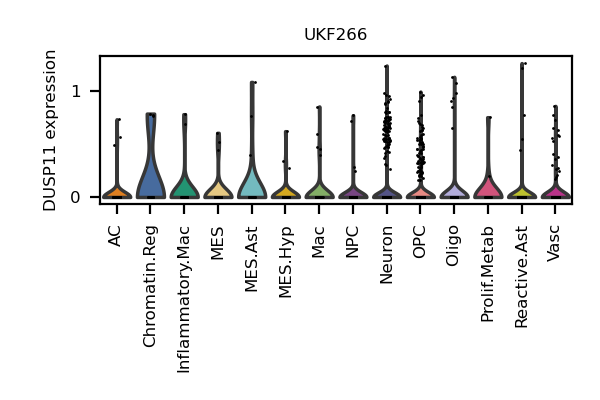 UKF266
DUSP11 expression
1
0
AC
Chromatin.Reg
Inflammatory.Mac
MES
MES.Ast
MES.Hyp
Mac
NPC
Neuron
OPC
Oligo
Prolif.Metab
Reactive.Ast
Vasc